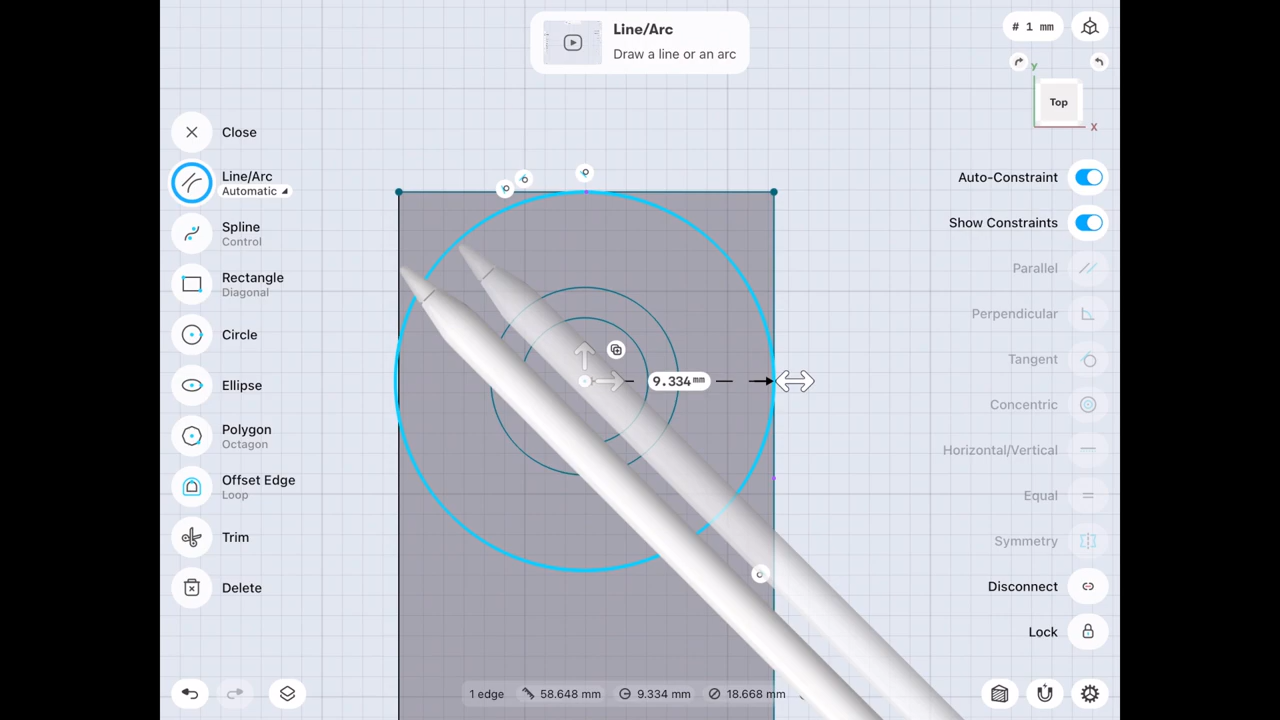 Line/Arc
Draw a line or an arc
# 1 mm
Y
Top
X
Close
Line/Arc
Automatic
Spline
Control
Rectangle
Diagonal
Circle
Ellipse
Polygon
Octagon
Offset Edge
Loop
Trim
Delete
9.334 mm
Auto-Constraint
Show Constraints
Parallel
Perpendicular
Tangent
Concentric
Horizontal/Vertical
Equal
Symmetry
Disconnect
Lock
1 edge 58.648 mm 9.334 mm 18.668 mm